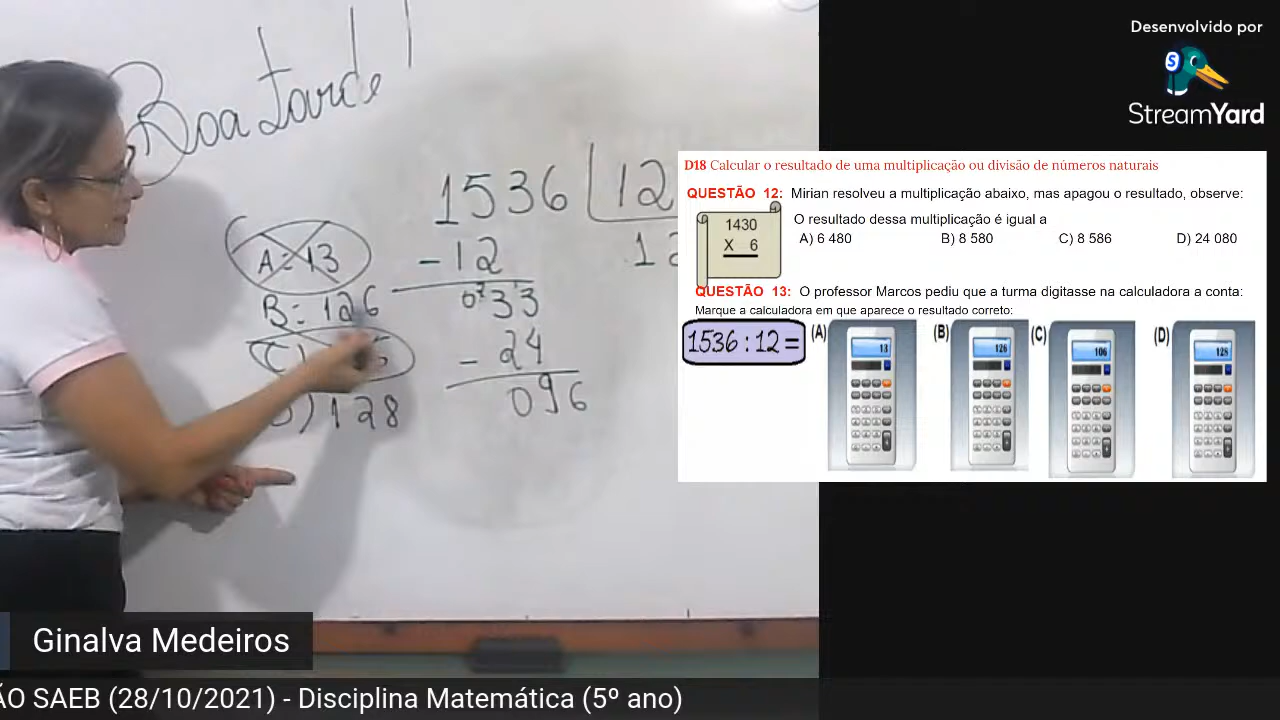 Boa tarde!
1536 12
A = 13
- 12
12
B = 126
033
C)
- 24
D) 128
096
Desenvolvido por
StreamYard
D18 Calcular o resultado de uma multiplicação ou divisão de números naturais
QUESTÃO 12: Mirian resolveu a multiplicação abaixo, mas apagou o resultado, observe:
1430
X 6
O resultado dessa multiplicação é igual a
A) 6 480 B) 8 580 C) 8 586 D) 24 080
QUESTÃO 13: O professor Marcos pediu que a turma digitasse na calculadora a conta:
Marque a calculadora em que aparece o resultado correto:
1536 : 12 =
(A) (B) (C) (D)
13 126 106 128
Ginalva Medeiros
ÃO SAEB (28/10/2021) - Disciplina Matemática (5º ano)